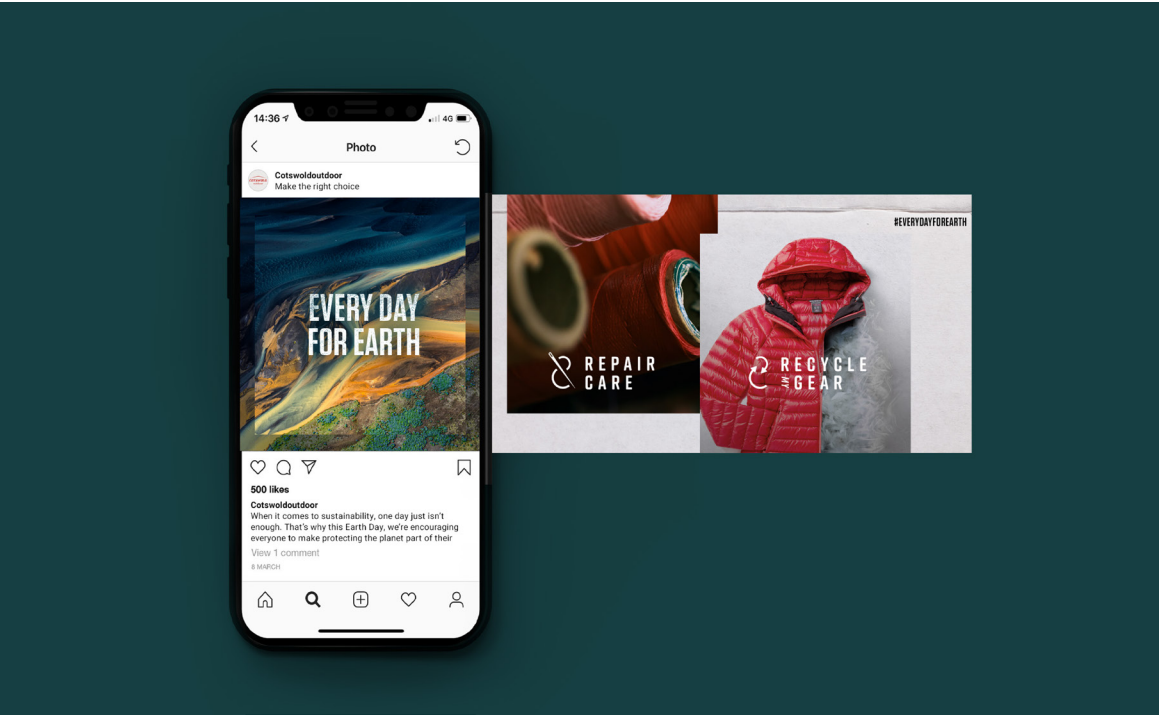 14:36
4G
Photo
Cotswoldoutdoor
Make the right choice
EVERY DAY
FOR EARTH
500 likes
Cotswoldoutdoor
When it comes to sustainability, one day just isn't
enough. That's why this Earth Day, we're encouraging
everyone to make protecting the planet part of their
View 1 comment
8 MARCH
#EVERYDAYFOREARTH
REPAIR
CARE
RECYCLE
MY GEAR